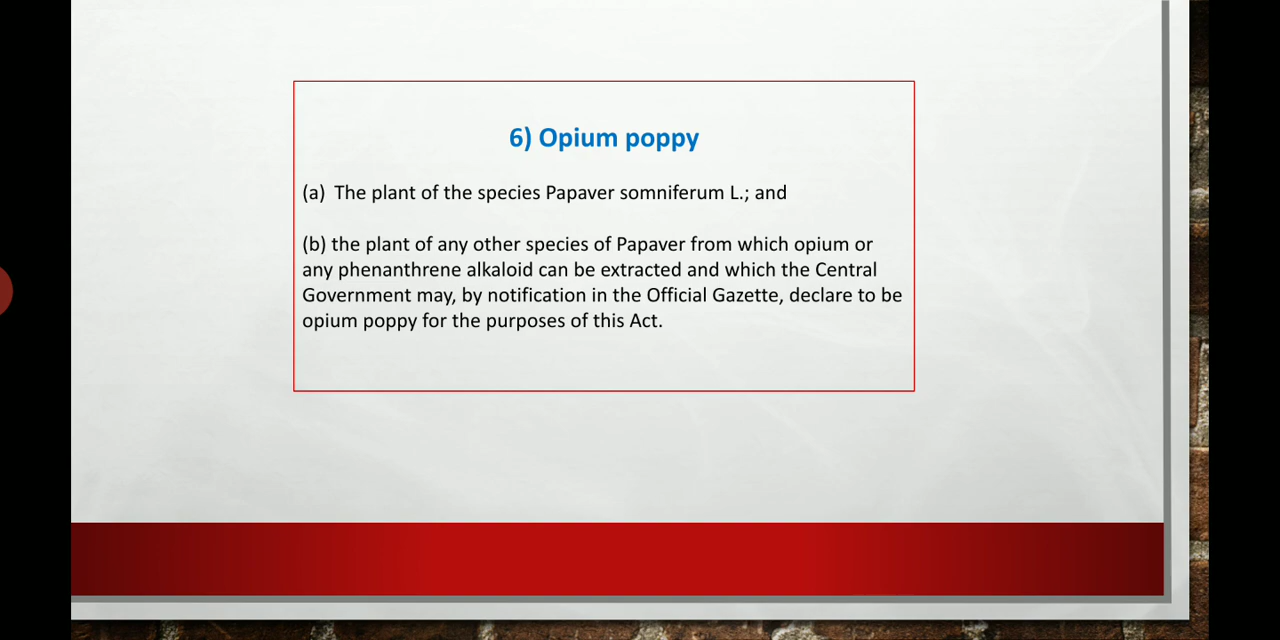 6) Opium poppy
(a) The plant of the species Papaver somniferum L.; and
(b) the plant of any other species of Papaver from which opium or
any phenanthrene alkaloid can be extracted and which the Central
Government may, by notification in the Official Gazette, declare to be
opium poppy for the purposes of this Act.